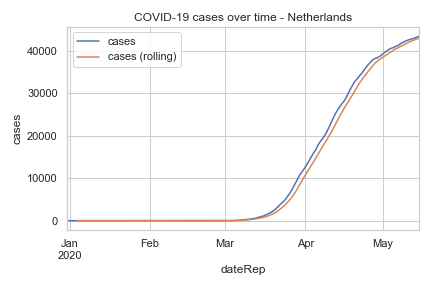 COVID-19 cases over time - Netherlands
cases
cases (rolling)
cases
40000
30000
20000
10000
0
Jan
2020
Feb
Mar
Apr
May
dateRep